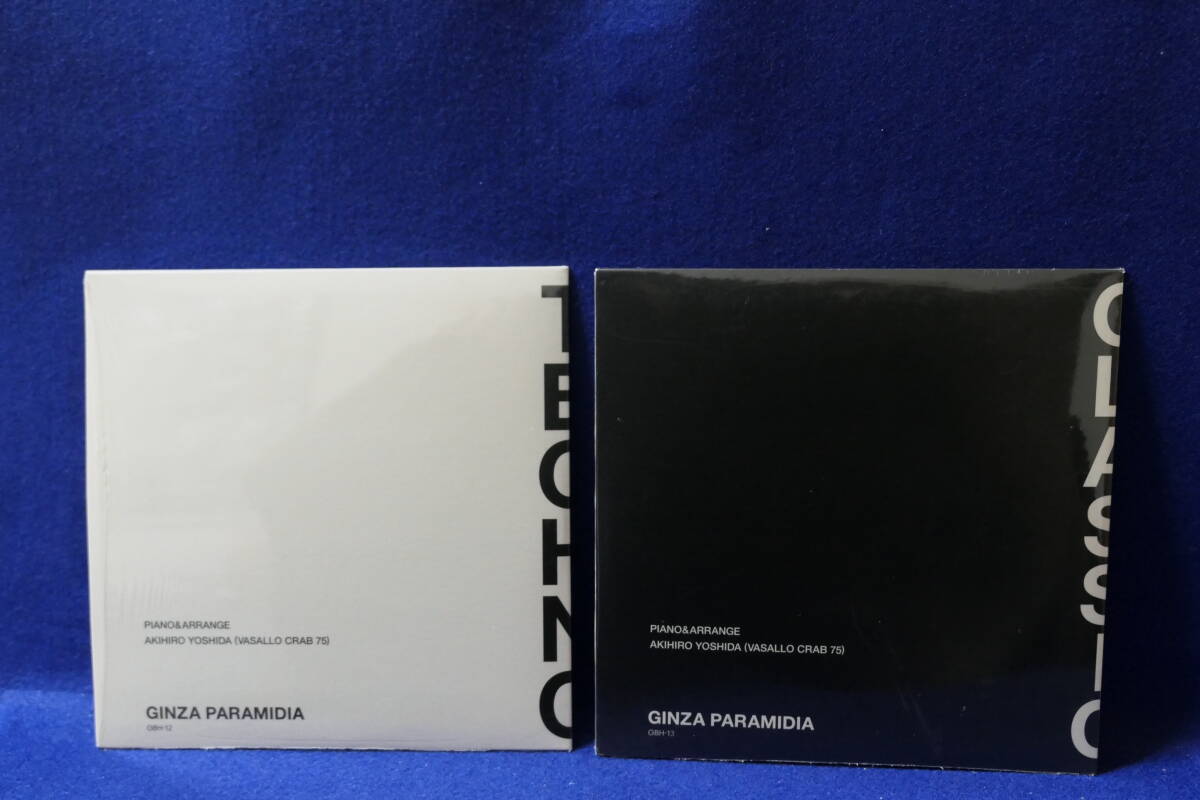 TECHNO
PIANO&ARRANGE
AKIHIRO YOSHIDA (VASALLO CRAB 75)
GINZA PARAMIDIA
GBH-12
CLASSIC
PIANO&ARRANGE
AKIHIRO YOSHIDA (VASALLO CRAB 75)
GINZA PARAMIDIA
GBH-13